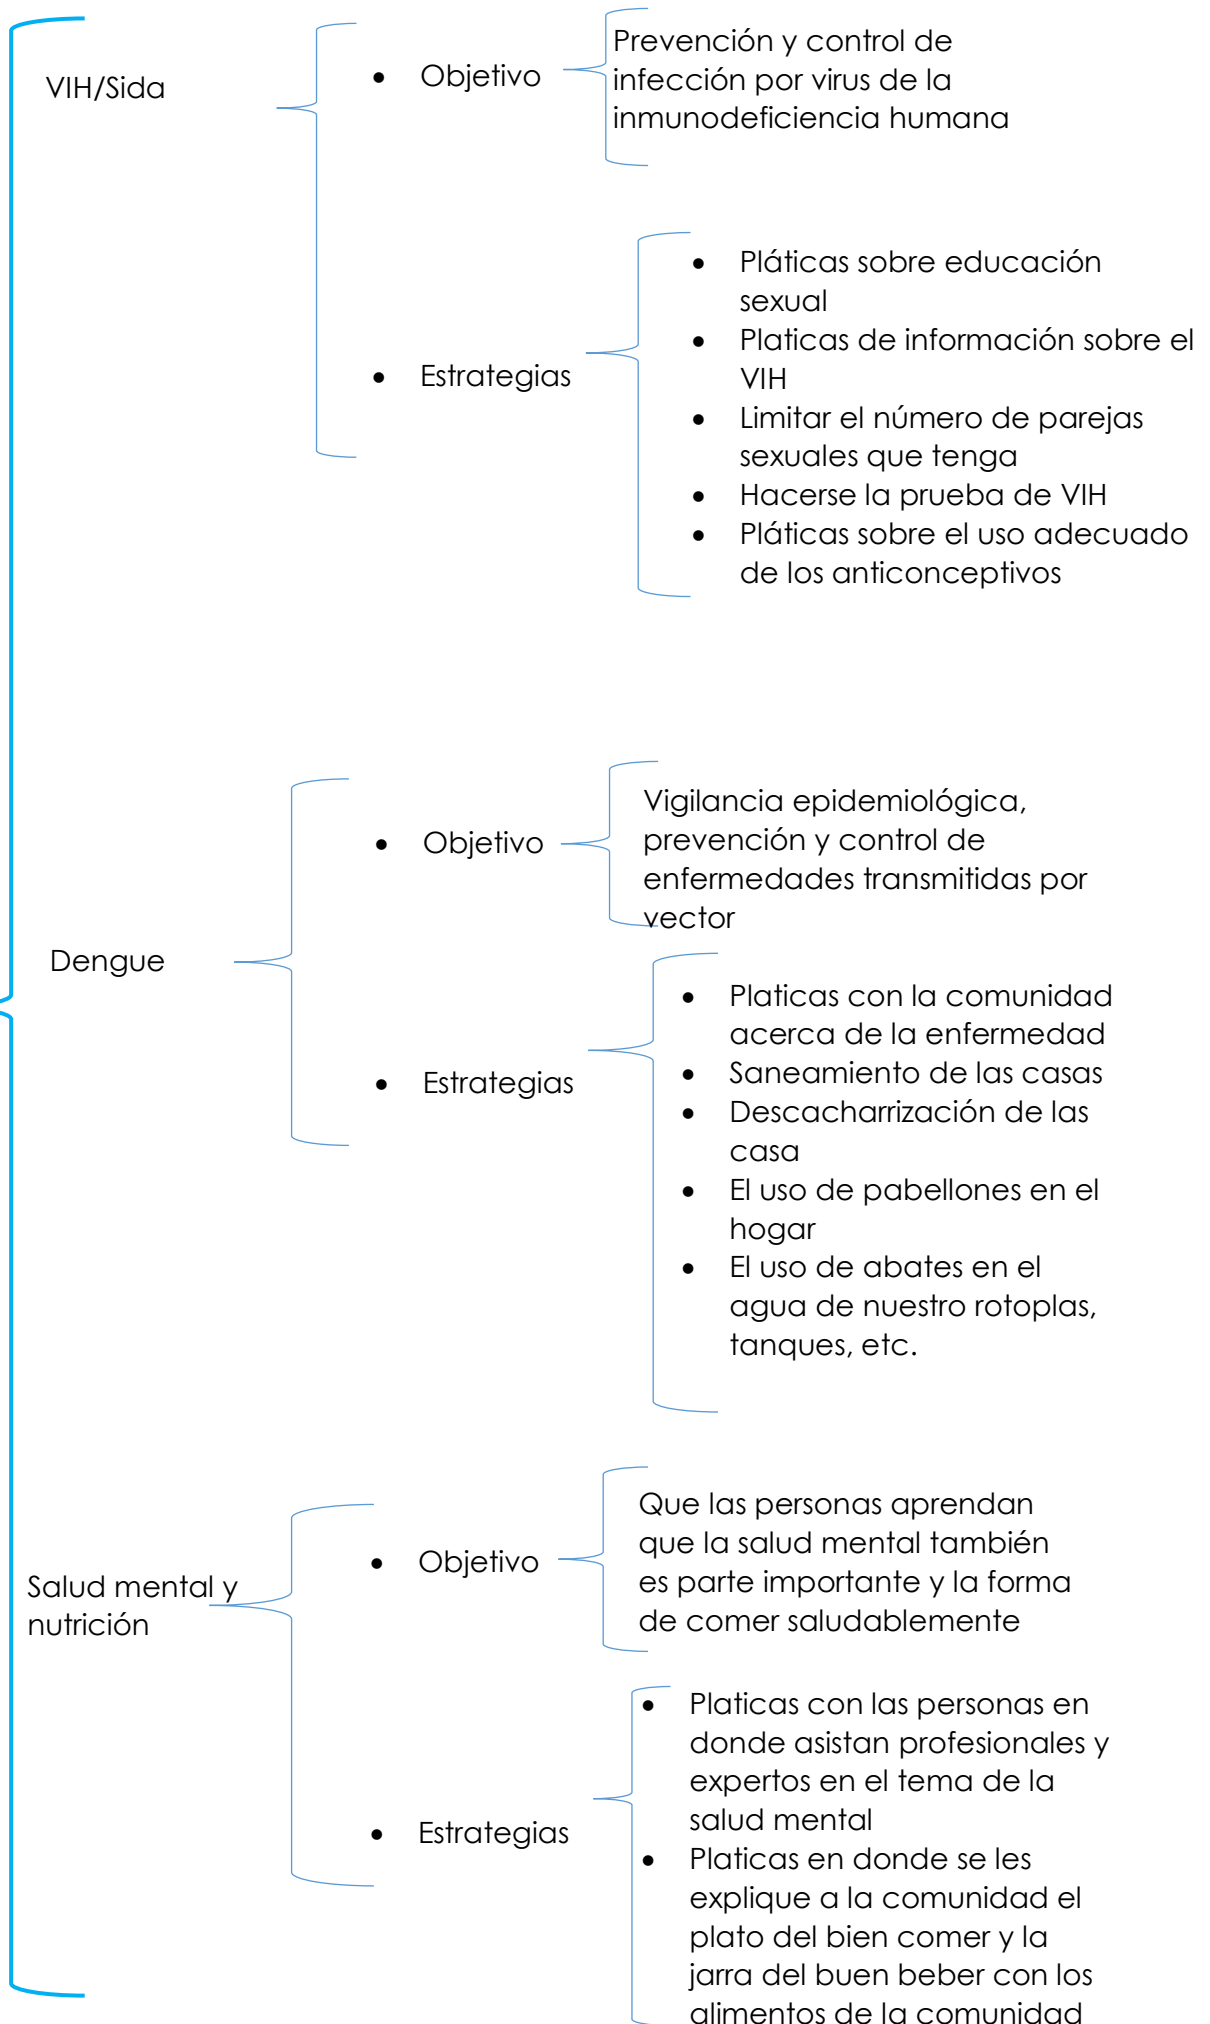 VIH/Sida
• Objetivo
Prevención y control de
infección por virus de la
inmunodeficiencia humana
• Estrategias
• Pláticas sobre educación
sexual
• Platicas de información sobre el
VIH
• Limitar el número de parejas
sexuales que tenga
• Hacerse la prueba de VIH
• Pláticas sobre el uso adecuado
de los anticonceptivos
Dengue
• Objetivo
Vigilancia epidemiológica,
prevención y control de
enfermedades transmitidas por
vector
• Estrategias
• Platicas con la comunidad
acerca de la enfermedad
• Saneamiento de las casas
• Descacharrización de las
casa
• El uso de pabellones en el
hogar
• El uso de abates en el
agua de nuestro rotoplas,
tanques, etc.
Salud mental y
nutrición
• Objetivo
Que las personas aprendan
que la salud mental también
es parte importante y la forma
de comer saludablemente
• Estrategias
• Platicas con las personas en
donde asistan profesionales y
expertos en el tema de la
salud mental
• Platicas en donde se les
explique a la comunidad el
plato del bien comer y la
jarra del buen beber con los
alimentos de la comunidad